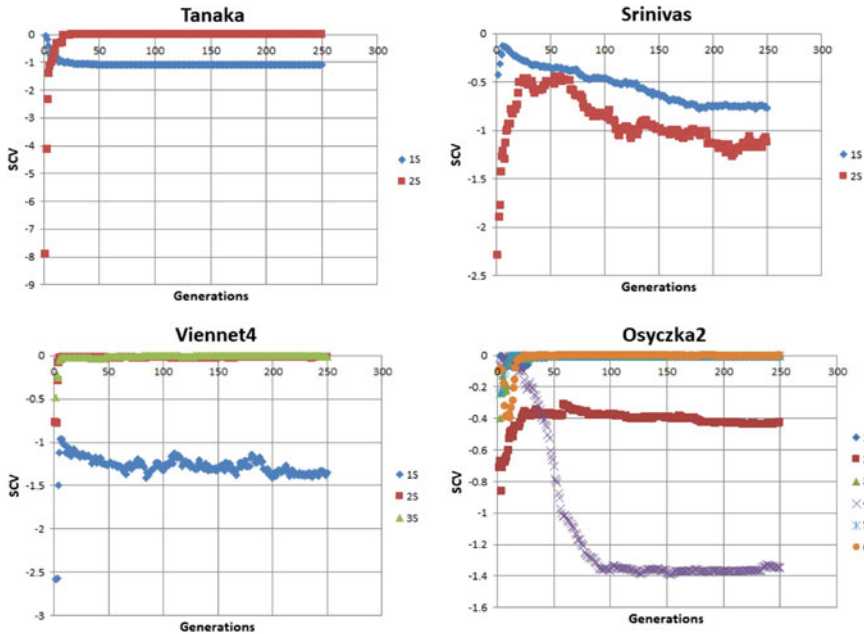 Tanaka
0 50 100 150 200 250 300
-1
-2
-3
-4
-5
-6
-7
-8
-9
SCV
Generations
1S
2S
Srinivas
0 50 100 150 200 250 300
-0.5
-1
-1.5
-2
-2.5
SCV
Generations
1S
2S
Viennet4
0 50 100 150 200 250 300
-0.5
-1
-1.5
-2
-2.5
-3
SCV
Generations
1S
2S
3S
Osyczka2
0 50 100 150 200 250 300
-0.2
-0.4
-0.6
-0.8
-1
-1.2
-1.4
-1.6
SCV
Generations